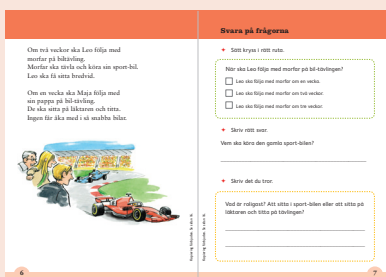 Om två veckor ska Leo följa med
morfar på biltävling.
Morfar ska tävla och köra sin sport-bil.
Leo ska få sitta bredvid.
Om en vecka ska Maja följa med
sin pappa på bil-tävling.
De ska sitta på läktaren och titta.
Ingen får åka med i så snabba bilar.
6
Svara på frågorna
Sätt kryss i rätt ruta.
När ska Leo följa med morfar på bil-tävlingen?
Leo ska följa med morfar om en vecka.
Leo ska följa med morfar om två veckor.
Leo ska följa med morfar om tre veckor.
Skriv rätt svar.
Vem ska köra den gamla sport-bilen?
Skriv det du tror.
Vad är roligast? Att sitta i sport-bilen eller att sitta på
läktaren och titta på tävlingen?
7